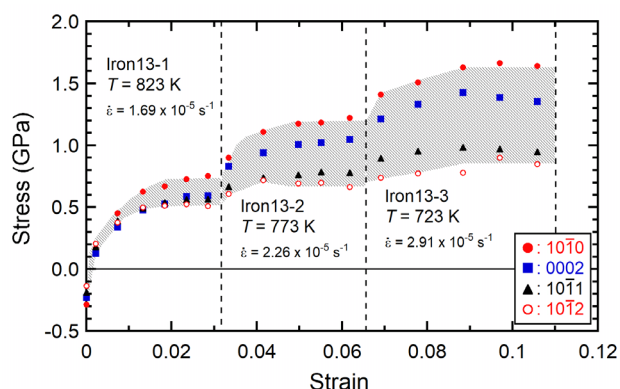 2.0
1.5
1.0
0.5
0.0
-0.5
Stress (GPa)
Iron13-1
T = 823 K
ε̇ = 1.69 x 10⁻⁵ s⁻¹
Iron13-2
T = 773 K
ε̇ = 2.26 x 10⁻⁵ s⁻¹
Iron13-3
T = 723 K
ε̇ = 2.91 x 10⁻⁵ s⁻¹
●: 101̄0
■: 0002
▲: 101̄1
○: 101̄2
0 0.02 0.04 0.06 0.08 0.1 0.12
Strain